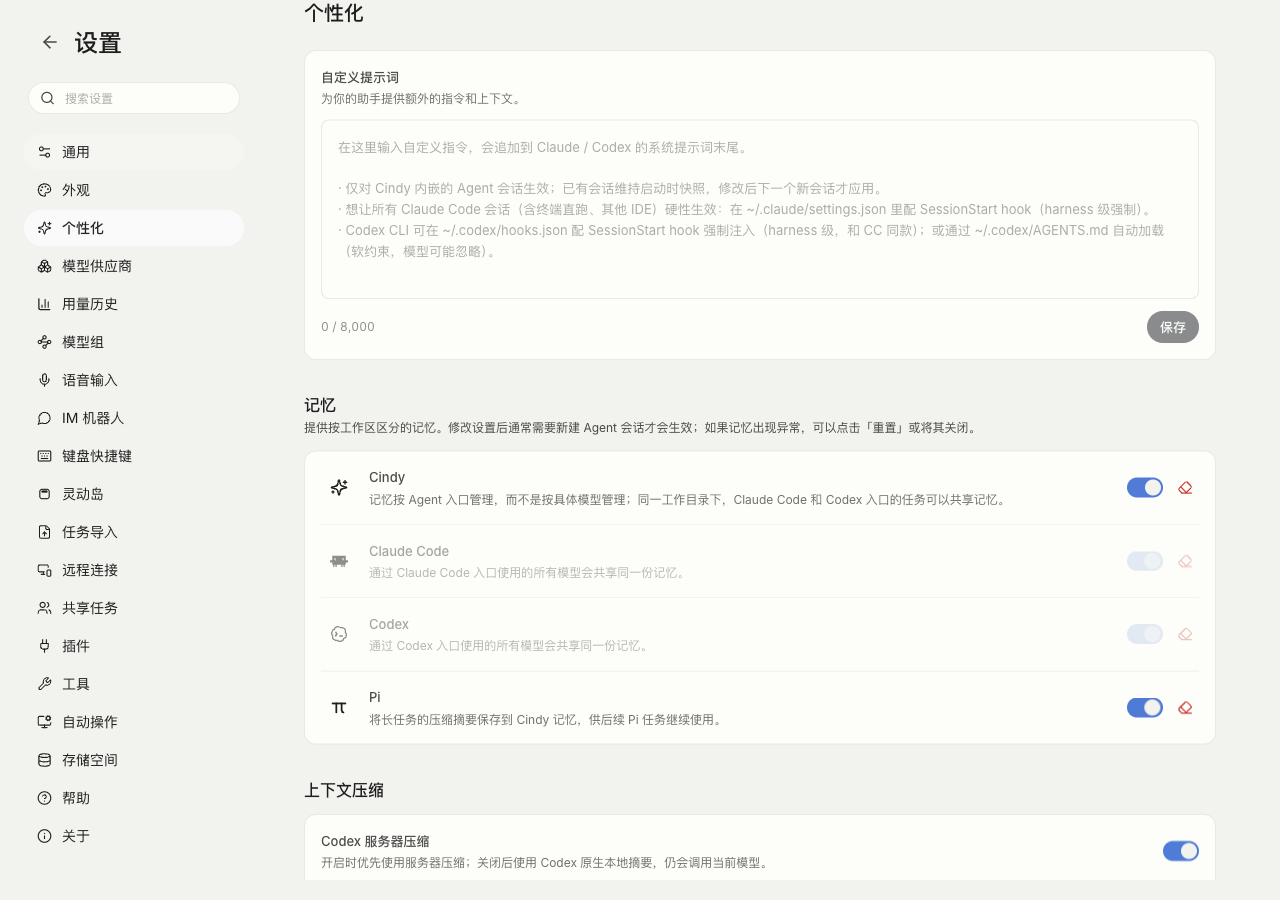 设置
搜索设置
通用
外观
个性化
模型供应商
用量历史
模型组
语音输入
IM 机器人
键盘快捷键
灵动岛
任务导入
远程连接
共享任务
插件
工具
自动操作
存储空间
帮助
关于
个性化
自定义提示词
为你的助手提供额外的指令和上下文。
在这里输入自定义指令，会追加到 Claude / Codex 的系统提示词末尾。
· 仅对 Cindy 内嵌的 Agent 会话生效；已有会话维持启动时快照，修改后下一个新会话才应用。
· 想让所有 Claude Code 会话（含终端直跑、其他 IDE）硬性生效：在 ~/.claude/settings.json 里配 SessionStart hook（harness 级强制）。
· Codex CLI 可在 ~/.codex/hooks.json 配 SessionStart hook 强制注入（harness 级，和 CC 同款）；或通过 ~/.codex/AGENTS.md 自动加载
（软约束，模型可能忽略）。
0 / 8,000
保存
记忆
提供按工作区区分的记忆。修改设置后通常需要新建 Agent 会话才会生效；如果记忆出现异常，可以点击「重置」或将其关闭。
Cindy
记忆按 Agent 入口管理，而不是按具体模型管理；同一工作目录下，Claude Code 和 Codex 入口的任务可以共享记忆。
Claude Code
通过 Claude Code 入口使用的所有模型会共享同一份记忆。
Codex
通过 Codex 入口使用的所有模型会共享同一份记忆。
Pi
将长任务的压缩摘要保存到 Cindy 记忆，供后续 Pi 任务继续使用。
上下文压缩
Codex 服务器压缩
开启时优先使用服务器压缩；关闭后使用 Codex 原生本地摘要，仍会调用当前模型。